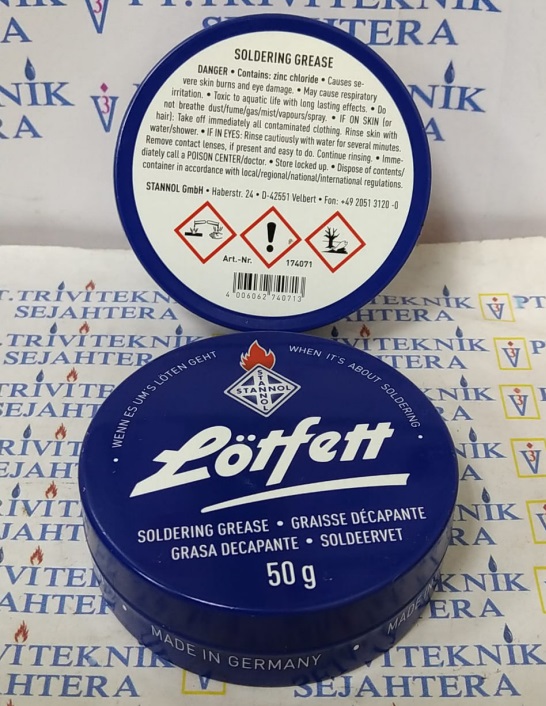 SOLDERING GREASE
DANGER • Contains: zinc chloride • Causes se-
vere skin burns and eye damage. • May cause respiratory
irritation. • Toxic to aquatic life with long lasting effects. • Do
not breathe dust/fume/gas/mist/vapours/spray. • IF ON SKIN (or
hair): Take off immediately all contaminated clothing. Rinse skin with
water/shower. • IF IN EYES: Rinse cautiously with water for several minutes.
Remove contact lenses, if present and easy to do. Continue rinsing. • Imme-
diately call a POISON CENTER/doctor. • Store locked up. • Dispose of contents/
container in accordance with local/regional/national/international regulations.
STANNOL GmbH • Haberstr. 24 • D-42551 Velbert • Fon: +49 2051 3120 -0
Art.-Nr. 174071
4 006062 740713
WENN ES UM'S LÖTEN GEHT
WHEN IT'S ABOUT SOLDERING
STANNOL
STANNOL
Lötfett
SOLDERING GREASE • GRAISSE DÉCAPANTE
GRASA DECAPANTE • SOLDEERVET
50 g
MADE IN GERMANY
PT.TRIVITEKNIK
SEJAHTERA